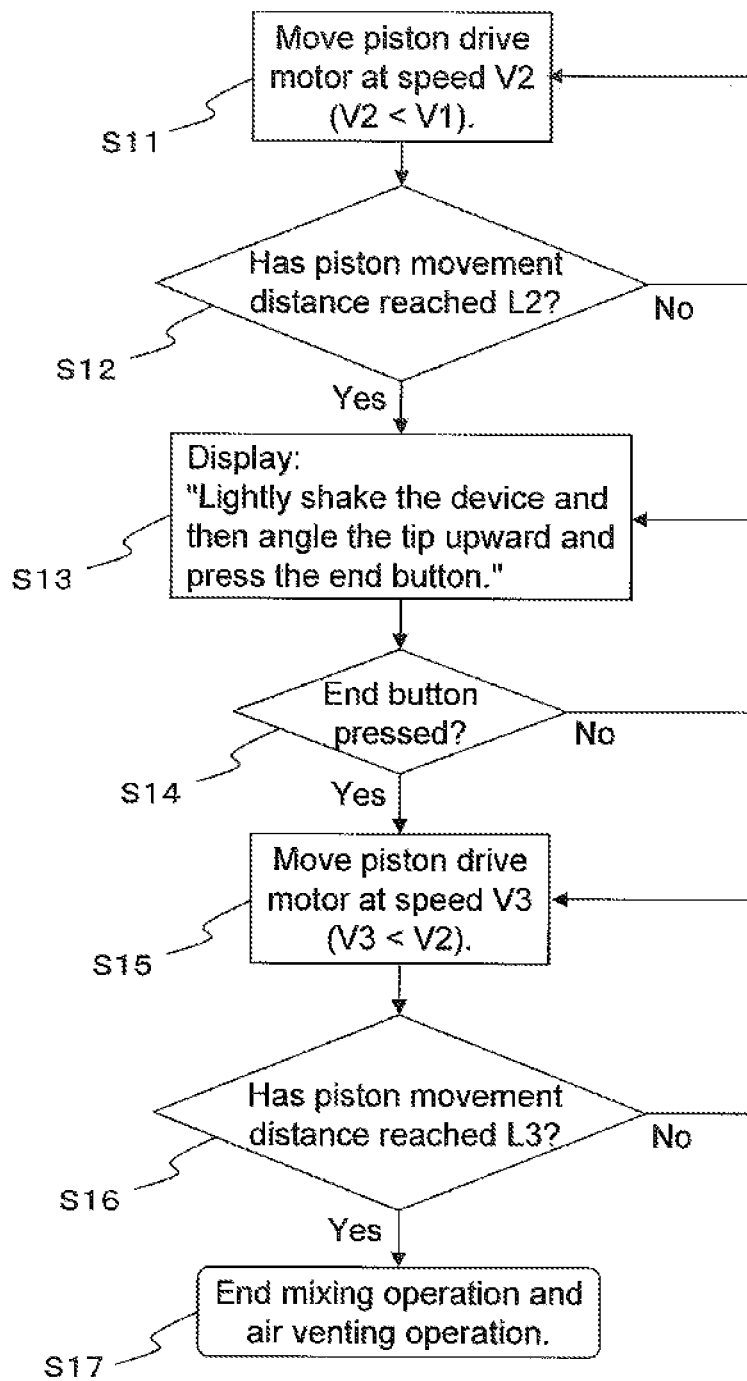 Move piston drive
motor at speed V2
(V2 < V1).
S11
Has piston movement
distance reached L2?
No
S12
Yes
Display:
"Lightly shake the device and
then angle the tip upward and
press the end button."
S13
End button
pressed?
No
S14
Yes
Move piston drive
motor at speed V3
(V3 < V2).
S15
Has piston movement
distance reached L3?
No
S16
Yes
End mixing operation and
air venting operation.
S17